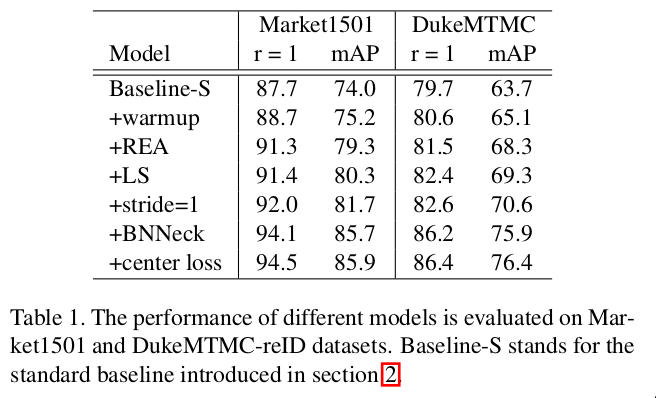 Market1501 DukeMTMC
Model r = 1 mAP r = 1 mAP
Baseline-S 87.7 74.0 79.7 63.7
+warmup 88.7 75.2 80.6 65.1
+REA 91.3 79.3 81.5 68.3
+LS 91.4 80.3 82.4 69.3
+stride=1 92.0 81.7 82.6 70.6
+BNNeck 94.1 85.7 86.2 75.9
+center loss 94.5 85.9 86.4 76.4
Table 1. The performance of different models is evaluated on Mar-
ket1501 and DukeMTMC-reID datasets. Baseline-S stands for the
standard baseline introduced in section 2.